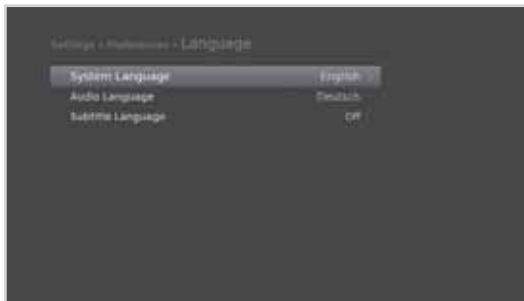 Settings › Preferences › Language
System Language English ›
Audio Language Deutsch
Subtitle Language Off